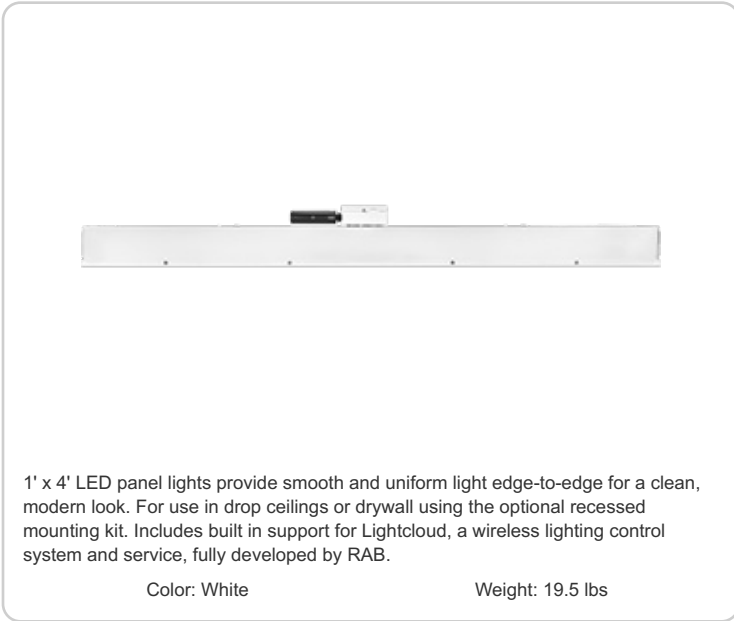 1' x 4' LED panel lights provide smooth and uniform light edge-to-edge for a clean,
modern look. For use in drop ceilings or drywall using the optional recessed
mounting kit. Includes built in support for Lightcloud, a wireless lighting control
system and service, fully developed by RAB.
Color: White Weight: 19.5 lbs